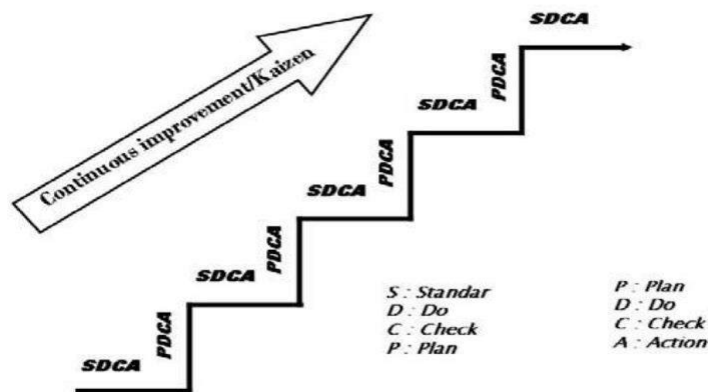 SDCA
PDCA
SDCA
PDCA
SDCA
PDCA
SDCA
PDCA
SDCA
Continuous improvement/Kaizen
S : Standar
D : Do
C : Check
P : Plan
P : Plan
D : Do
C : Check
A : Action